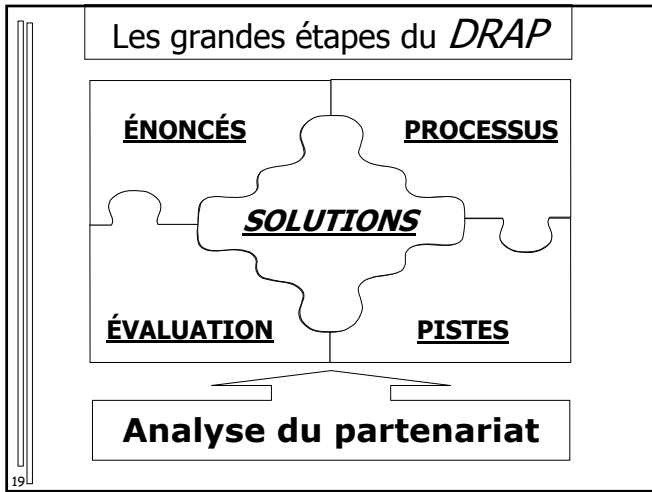 Les grandes étapes du DRAP
ÉNONCÉS
PROCESSUS
SOLUTIONS
ÉVALUATION
PISTES
Analyse du partenariat
19